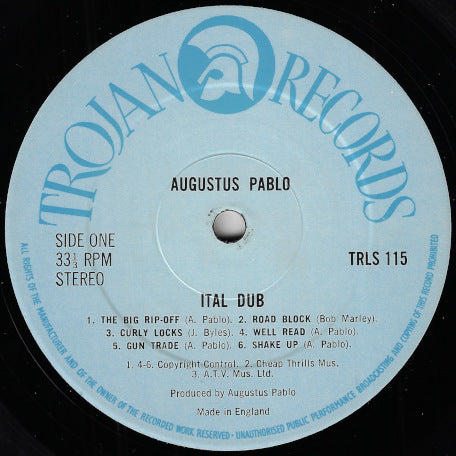 TROJAN RECORDS
AUGUSTUS PABLO
SIDE ONE
33⅓ RPM
STEREO
TRLS 115
ITAL DUB
1. THE BIG RIP-OFF (A. Pablo). 2. ROAD BLOCK (Bob Marley).
3. CURLY LOCKS (J. Byles). 4. WELL READ (A. Pablo).
5. GUN TRADE (A. Pablo). 6. SHAKE UP (A. Pablo).
1. 4-6. Copyright Control. 2. Cheap Thrills Mus.
3. A.T.V. Mus. Ltd.
Produced by Augustus Pablo
Made in England
ALL RIGHTS OF THE MANUFACTURER AND OF THE OWNER OF THE RECORDED WORK RESERVED - UNAUTHORISED PUBLIC PERFORMANCE BROADCASTING AND COPYING OF THIS RECORD PROHIBITED